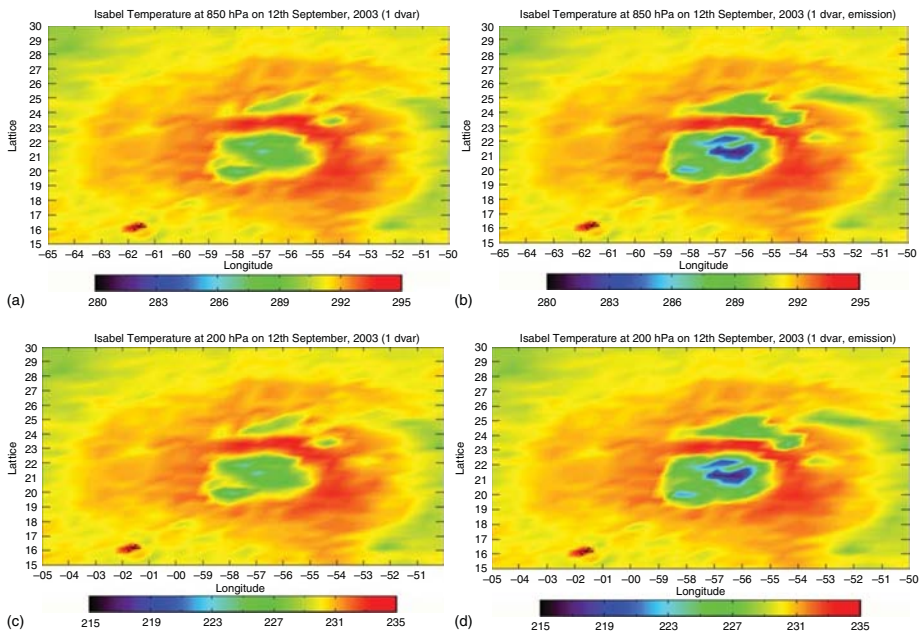 Isabel Temperature at 850 hPa on 12th September, 2003 (1 dvar)
30
29
28
27
26
25
24
23
22
21
20
19
18
17
16
15
Lattice
−65 −64 −63 −62 −61 −60 −59 −58 −57 −56 −55 −54 −53 −52 −51 −50
Longitude
280 283 286 289 292 295
(a)
Isabel Temperature at 850 hPa on 12th September, 2003 (1 dvar, emission)
30
29
28
27
26
25
24
23
22
21
20
19
18
17
16
15
Lattice
−65 −64 −63 −62 −61 −60 −59 −58 −57 −56 −55 −54 −53 −52 −51 −50
Longitude
280 283 286 289 292 295
(b)
Isabel Temperature at 200 hPa on 12th September, 2003 (1 dvar)
30
29
28
27
26
25
24
23
22
21
20
19
18
17
16
15
Lattice
−05 −04 −03 −02 −01 −00 −59 −58 −57 −56 −55 −54 −53 −52 −51
Longitude
215 219 223 227 231 235
(c)
Isabel Temperature at 200 hPa on 12th September, 2003 (1 dvar, emission)
30
29
28
27
26
25
24
23
22
21
20
19
18
17
16
15
Lattice
−05 −04 −03 −02 −01 −00 −59 −58 −57 −56 −55 −54 −53 −52 −51 −50
Longitude
215 219 223 227 231 235
(d)